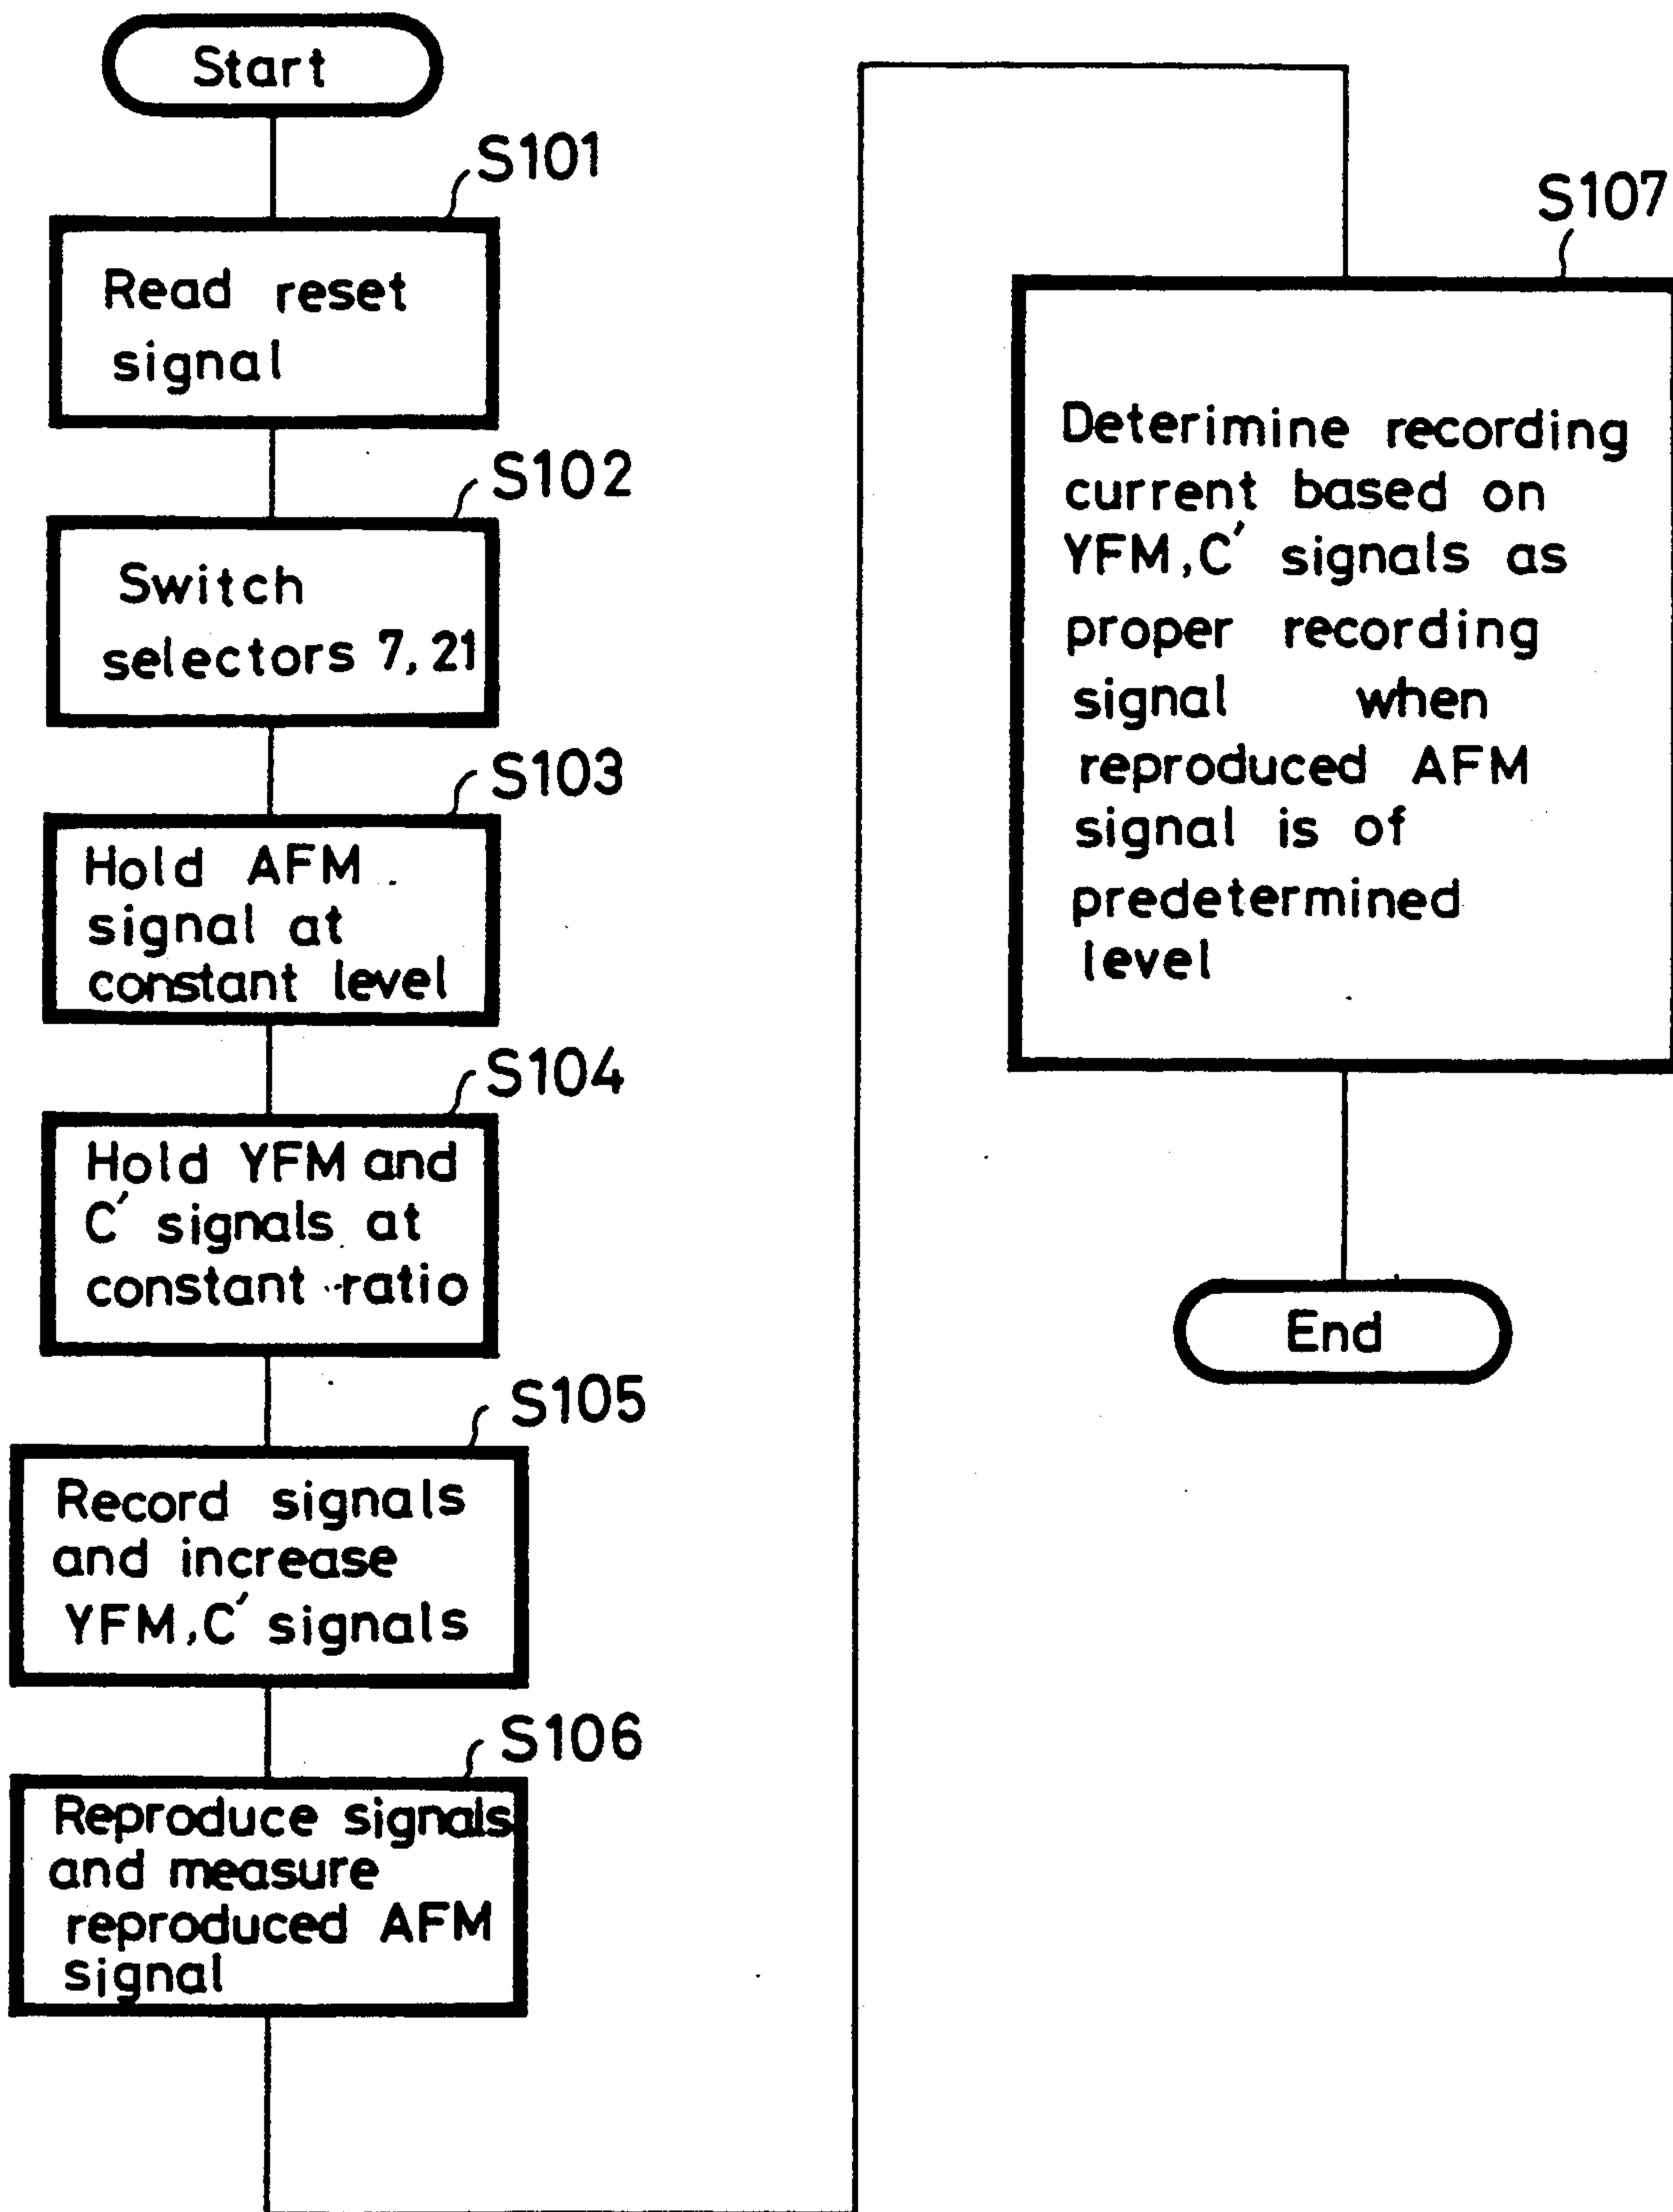 Start
S101
Read reset
signal
S102
Switch
selectors 7, 21
S103
Hold AFM
signal at
constant level
S104
Hold YFM and
C′ signals at
constant ratio
S105
Record signals
and increase
YFM, C′ signals
S106
Reproduce signals
and measure
reproduced AFM
signal
S107
Deterimine recording
current based on
YFM, C′ signals as
proper recording
signal when
reproduced AFM
signal is of
predetermined
level
End